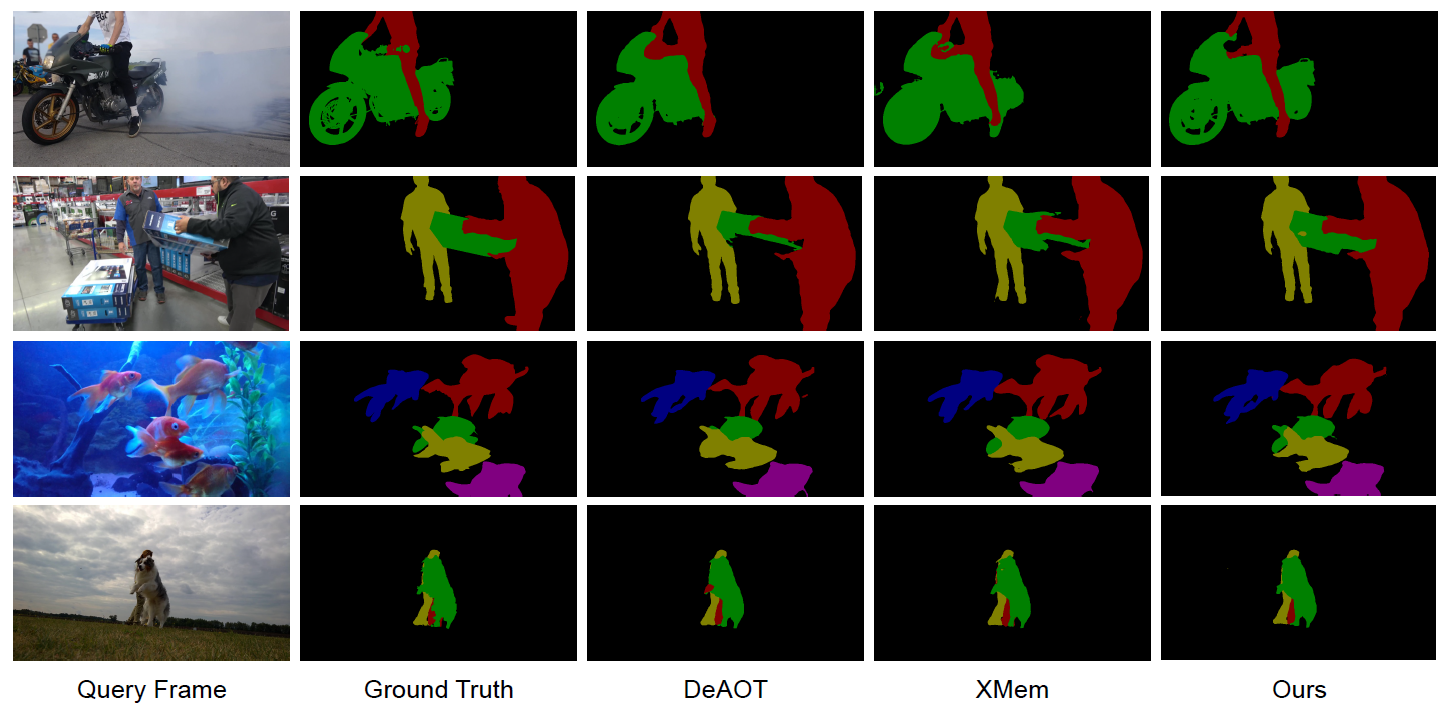 Query Frame
Ground Truth
DeAOT
XMem
Ours